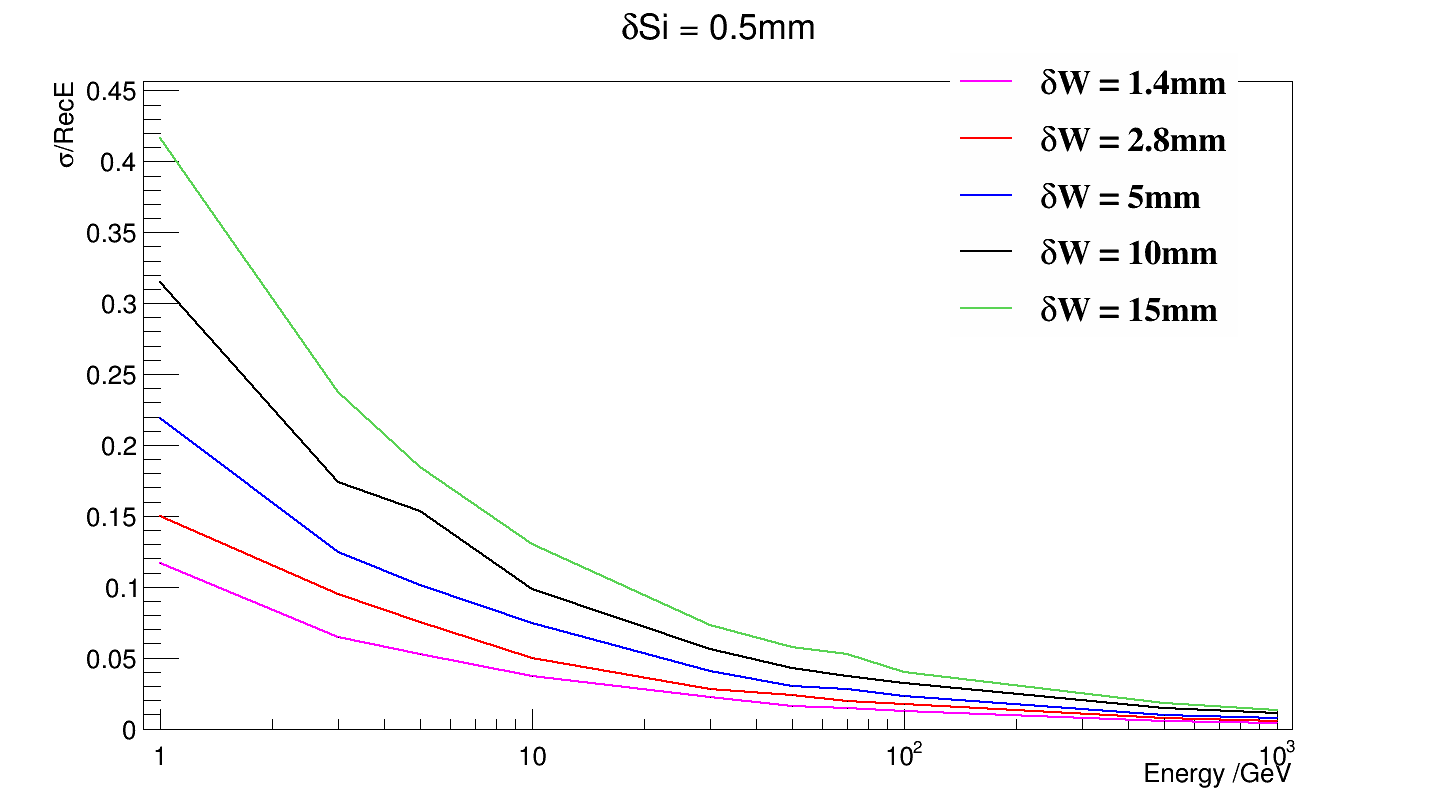 δSi = 0.5mm
σ/RecE
0.45
0.4
0.35
0.3
0.25
0.2
0.15
0.1
0.05
0
δW = 1.4mm
δW = 2.8mm
δW = 5mm
δW = 10mm
δW = 15mm
1
10
10²
10³
Energy /GeV